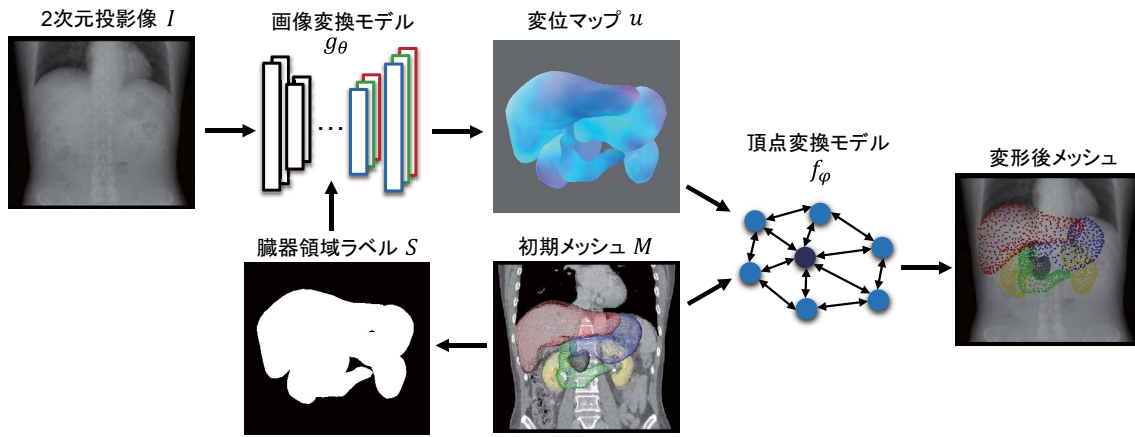 2次元投影像 I
画像変換モデル
gθ
変位マップ u
…
頂点変換モデル
fφ
変形後メッシュ
臓器領域ラベル S
初期メッシュ M